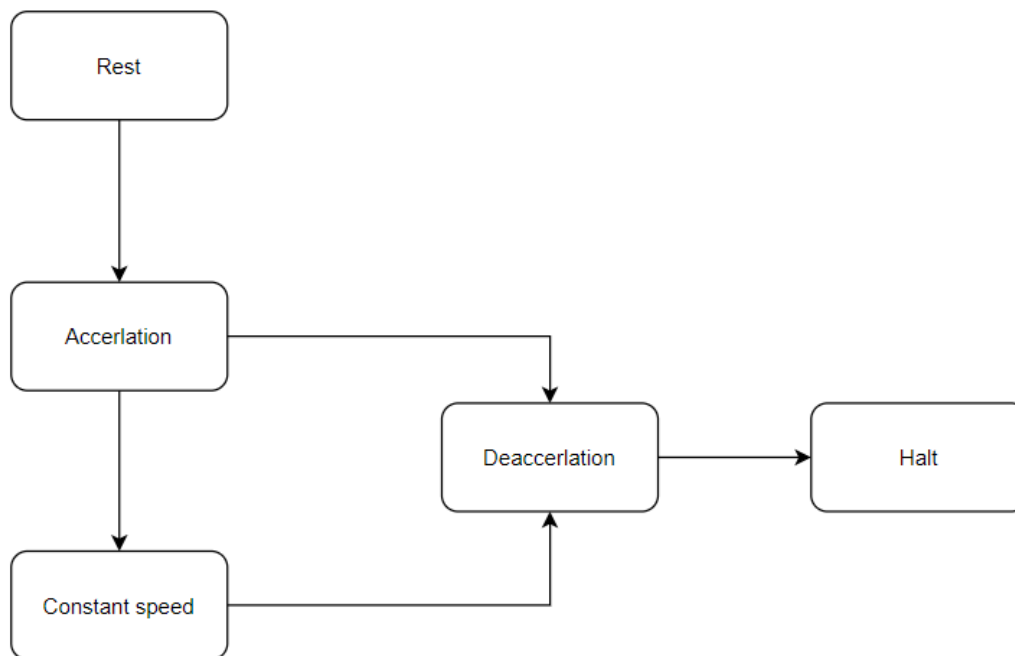 Rest
Accerlation
Deaccerlation
Halt
Constant speed